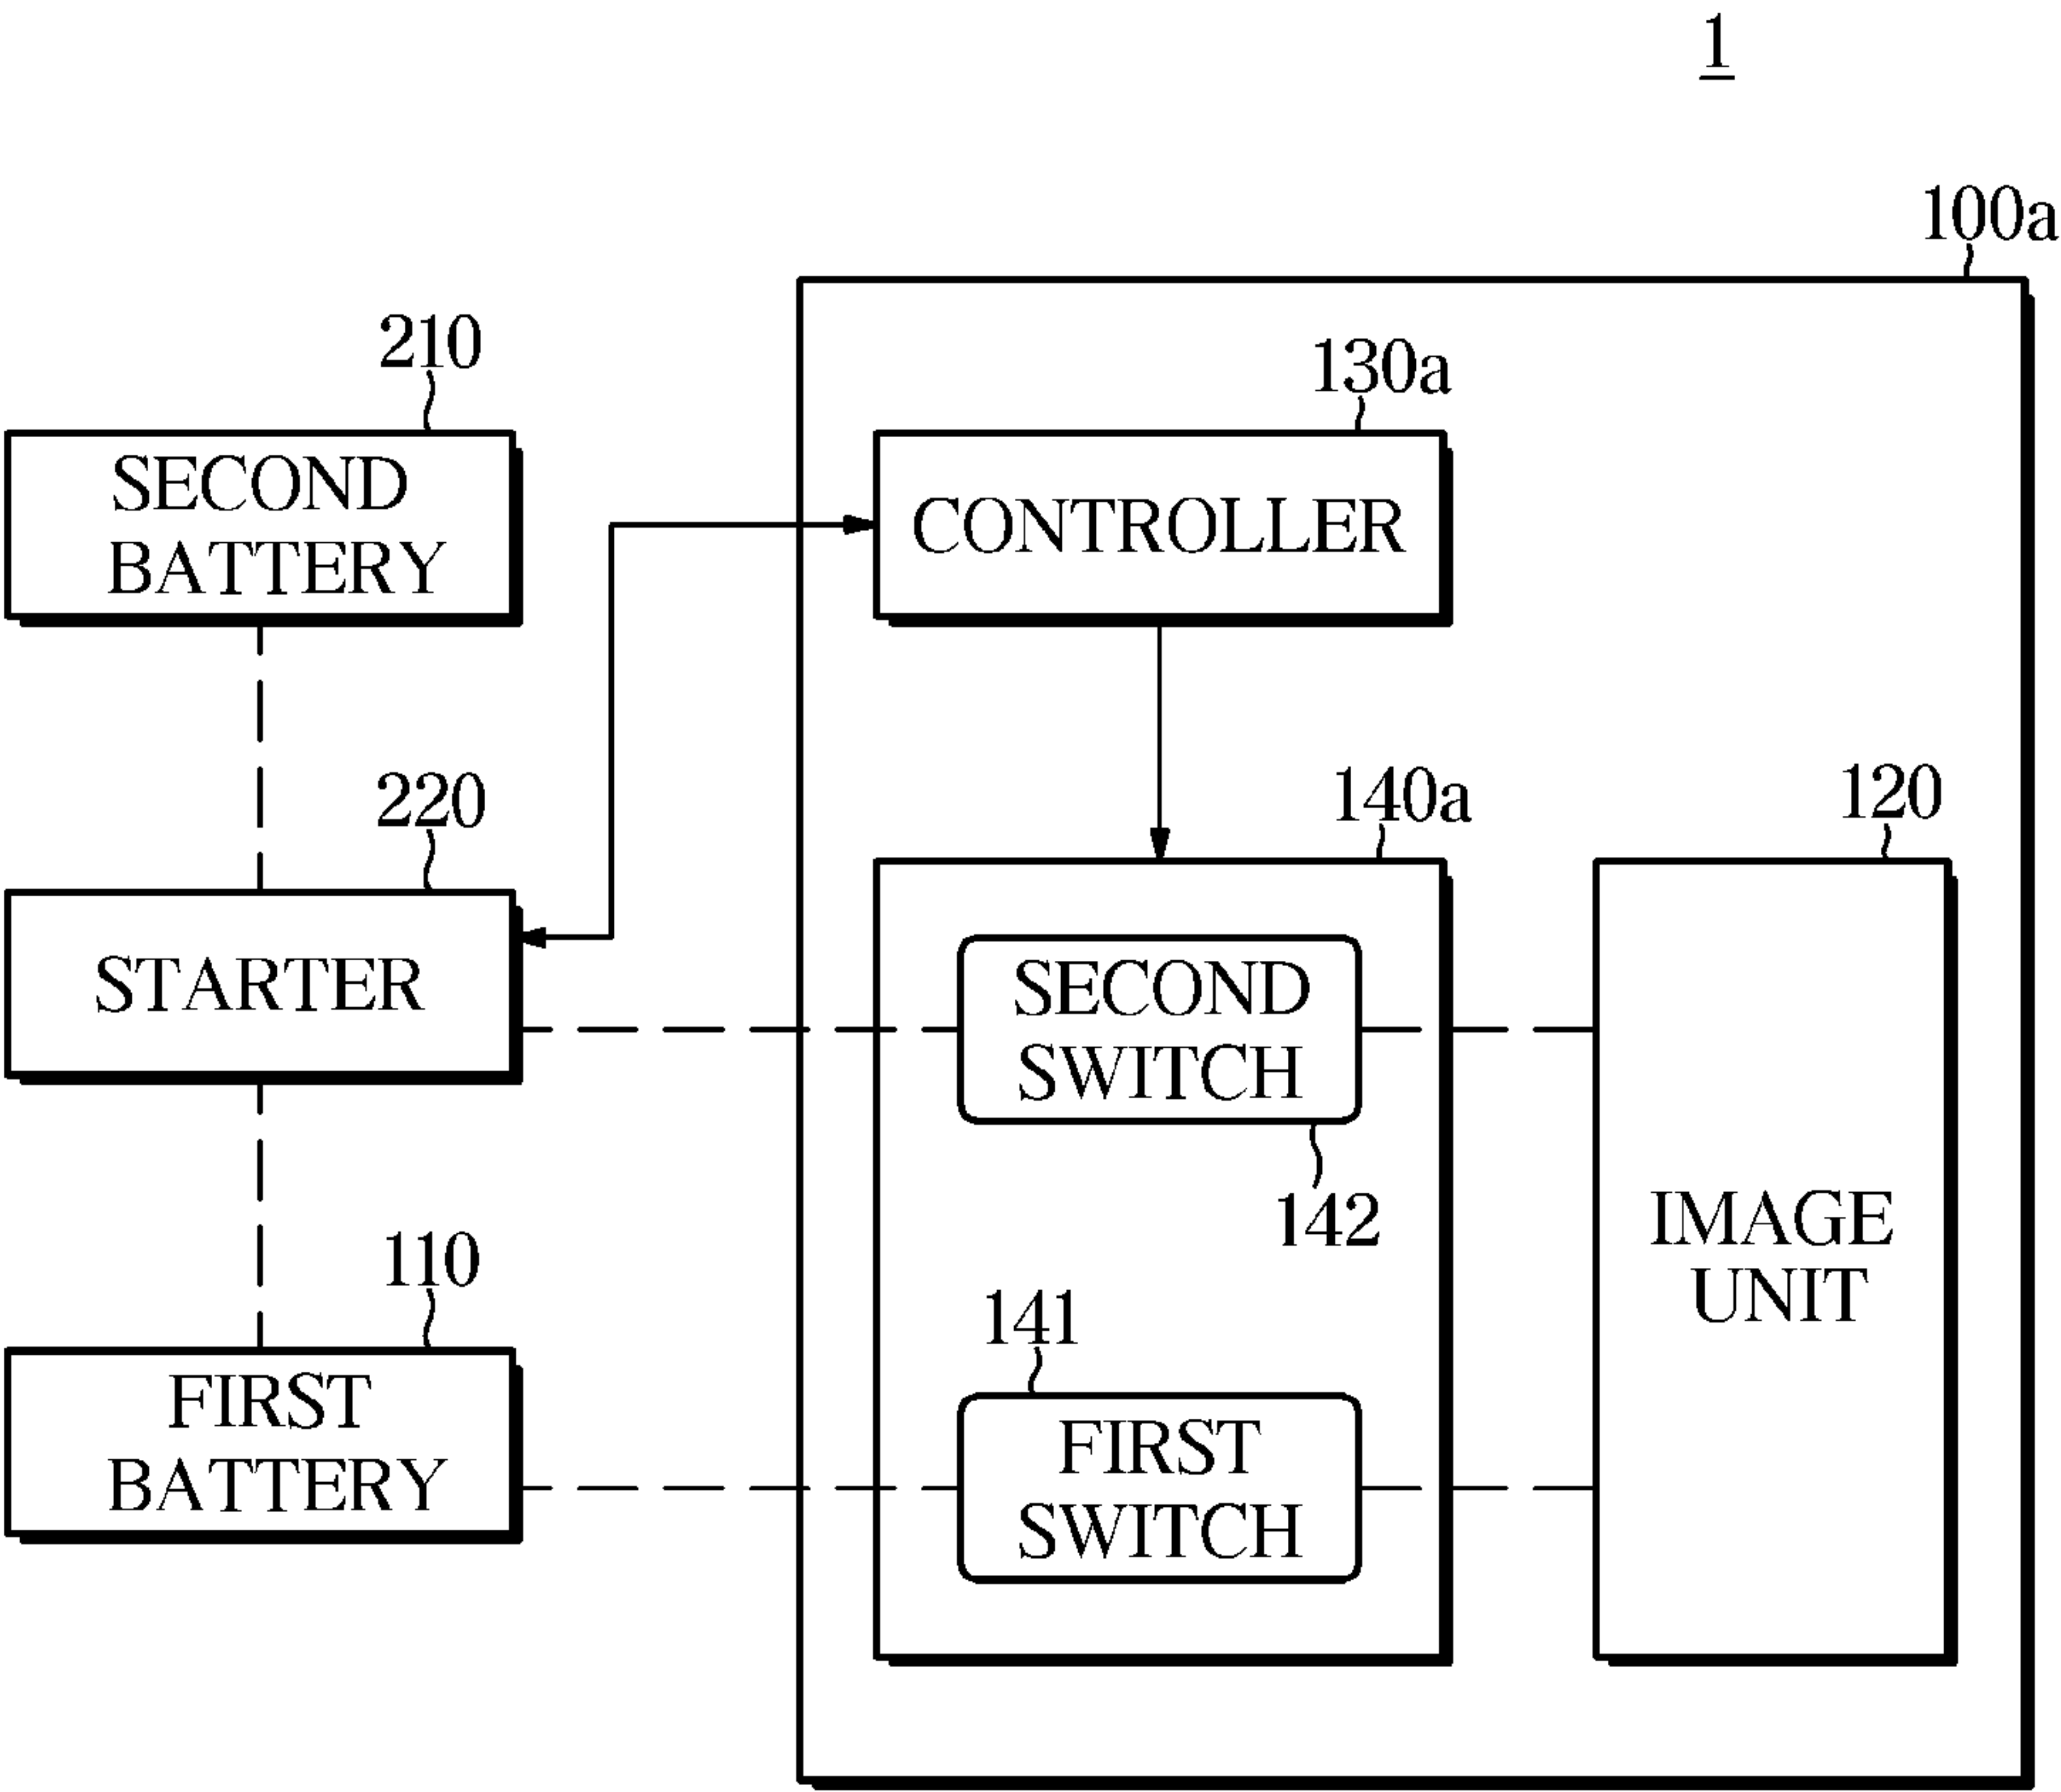 1
100a
210
130a
SECOND
BATTERY
CONTROLLER
220
140a
120
STARTER
SECOND
SWITCH
142
IMAGE
UNIT
110
141
FIRST
BATTERY
FIRST
SWITCH